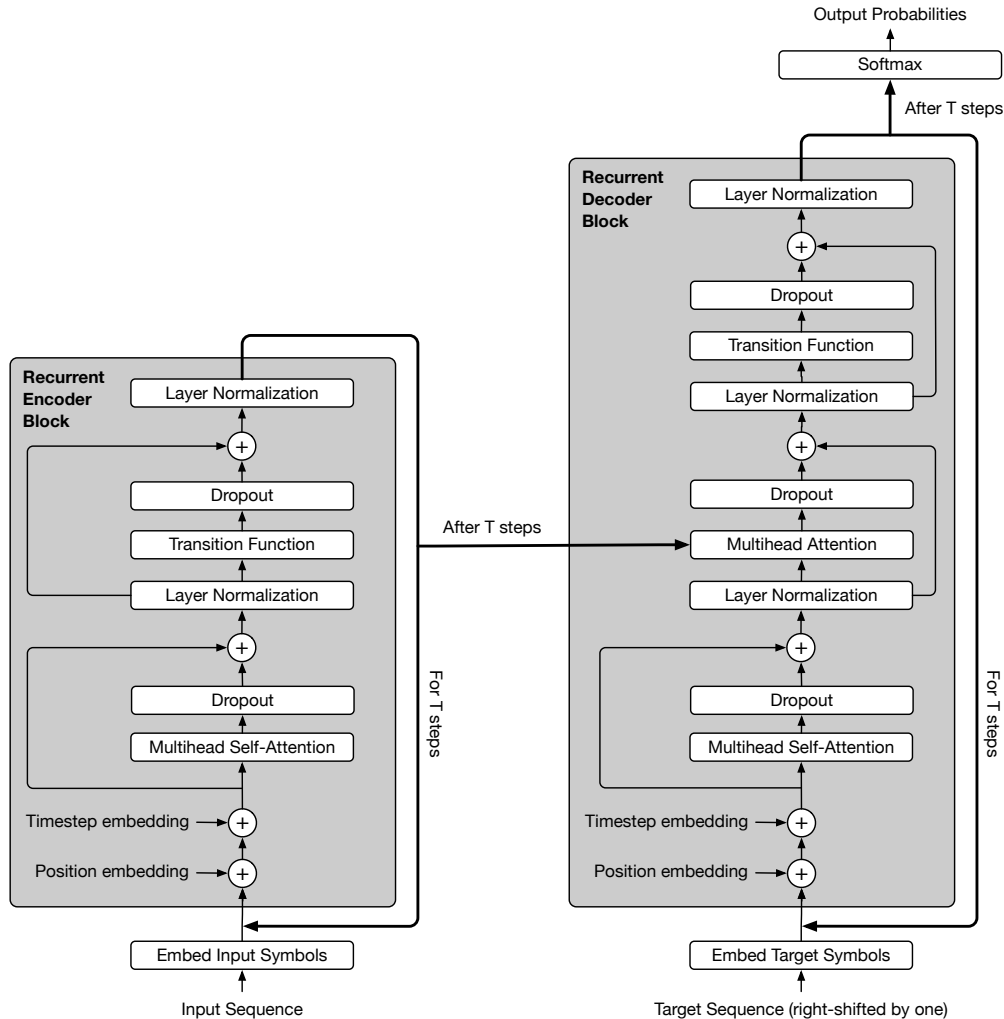 Output Probabilities
Softmax
After T steps
Recurrent
Decoder
Block
Layer Normalization
+
Dropout
Transition Function
Layer Normalization
+
Dropout
Multihead Attention
Layer Normalization
+
Dropout
Multihead Self-Attention
Timestep embedding
+
Position embedding
+
For T steps
Embed Target Symbols
Target Sequence (right-shifted by one)
After T steps
Recurrent
Encoder
Block
Layer Normalization
+
Dropout
Transition Function
Layer Normalization
+
Dropout
Multihead Self-Attention
Timestep embedding
+
Position embedding
+
For T steps
Embed Input Symbols
Input Sequence